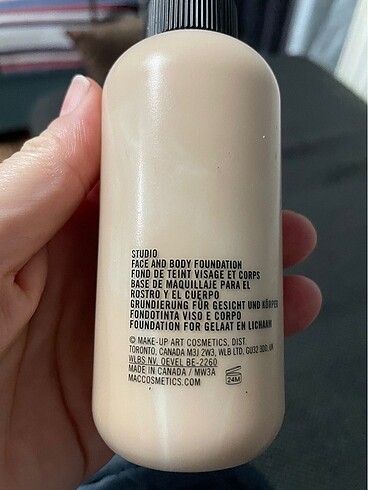 STUDIO
FACE AND BODY FOUNDATION
FOND DE TEINT VISAGE ET CORPS
BASE DE MAQUILLAJE PARA EL
ROSTRO Y EL CUERPO
GRUNDIERUNG FÜR GESICHT UND KÖRPER
FONDOTINTA VISO E CORPO
FOUNDATION FOR GELAAT EN LICHAAM
© MAKE-UP ART COSMETICS, DIST.
TORONTO, CANADA M3J 2W3, WLB LTD, GU32 3DD, UK
WLBS NV, OEVEL BE-2260
MADE IN CANADA / MW3A
MACCOSMETICS.COM
24M